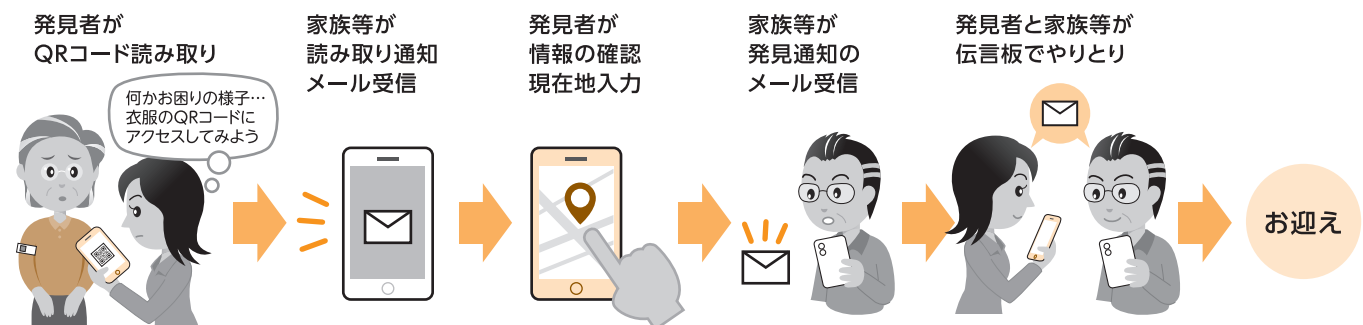 発見者が
QRコード読み取り
何かお困りの様子…
衣服のQRコードに
アクセスしてみよう
家族等が
読み取り通知
メール受信
発見者が
情報の確認
現在地入力
家族等が
発見通知の
メール受信
発見者と家族等が
伝言板でやりとり
お迎え